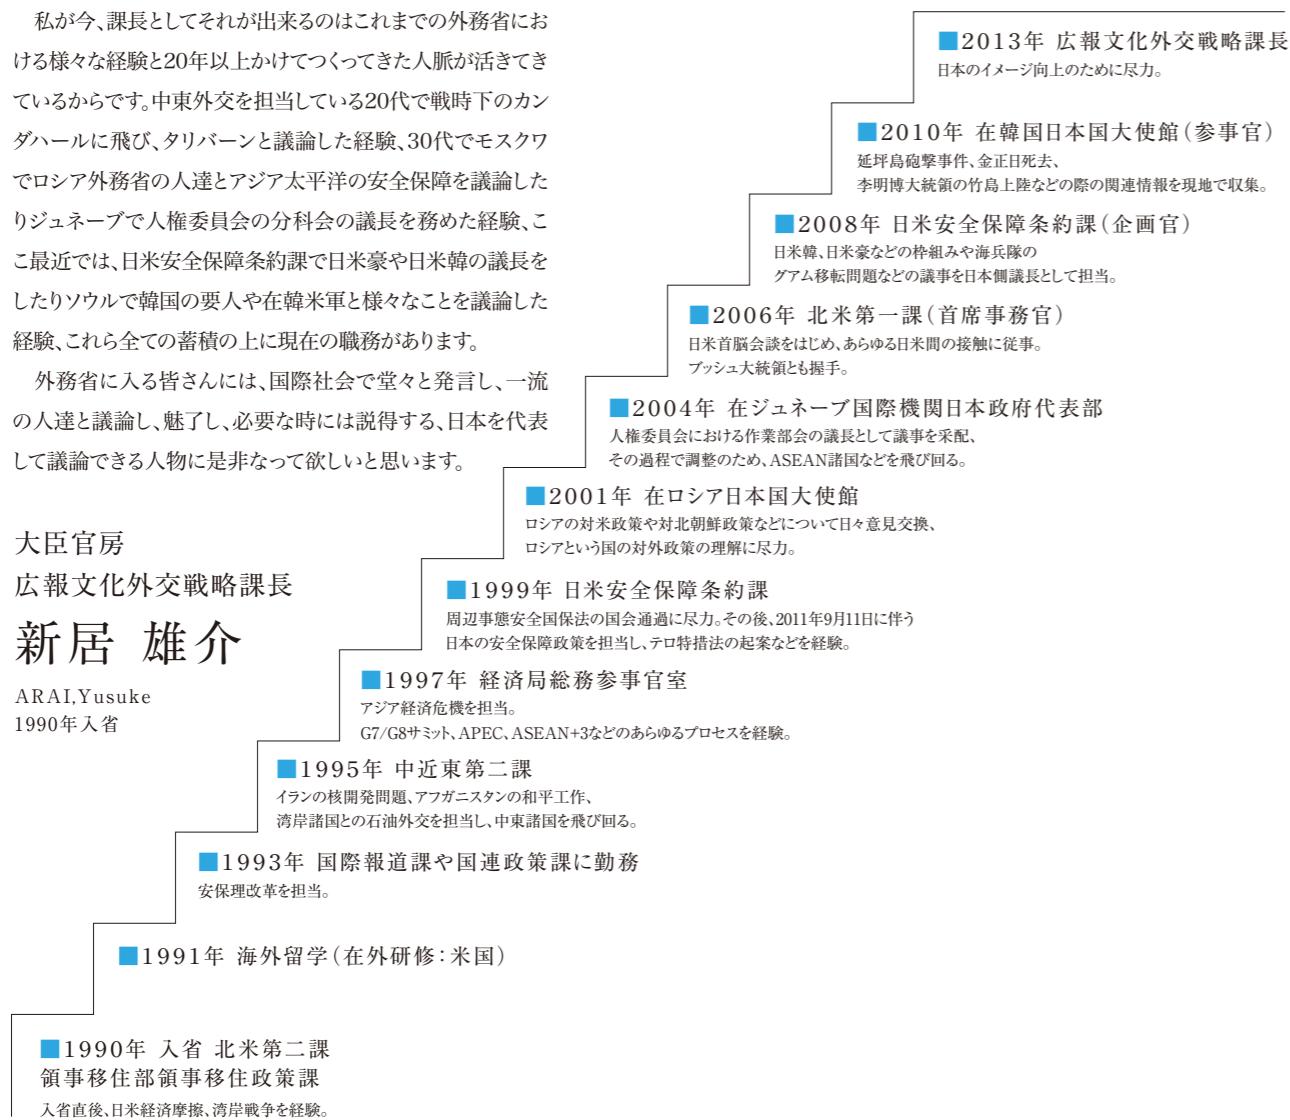 私が今、課長としてそれが出来るのはこれまでの外務省にお
ける様々な経験と20年以上かけてつくってきた人脈が活きてき
ているからです。中東外交を担当している20代で戦時下のカン
ダハールに飛び、タリバーンと議論した経験、30代でモスクワ
でロシア外務省の人達とアジア太平洋の安全保障を議論した
りジュネーブで人権委員会の分科会の議長を務めた経験、こ
こ最近では、日米安全保障条約課で日米豪や日米韓の議長を
したりソウルで韓国の要人や在韓米軍と様々なことを議論した
経験、これら全ての蓄積の上に現在の職務があります。
外務省に入る皆さんには、国際社会で堂々と発言し、一流
の人達と議論し、魅了し、必要な時には説得する、日本を代表
して議論できる人物に是非なって欲しいと思います。
大臣官房
広報文化外交戦略課長
新居 雄介
ARAI,Yusuke
1990年入省
■2013年 広報文化外交戦略課長
日本のイメージ向上のために尽力。
■2010年 在韓国日本国大使館(参事官)
延坪島砲撃事件、金正日死去、
李明博大統領の竹島上陸などの際の関連情報を現地で収集。
■2008年 日米安全保障条約課(企画官)
日米韓、日米豪などの枠組みや海兵隊の
グアム移転問題などの議事を日本側議長として担当。
■2006年 北米第一課(首席事務官)
日米首脳会談をはじめ、あらゆる日米間の接触に従事。
ブッシュ大統領とも握手。
■2004年 在ジュネーブ国際機関日本政府代表部
人権委員会における作業部会の議長として議事を采配、
その過程で調整のため、ASEAN諸国などを飛び回る。
■2001年 在ロシア日本国大使館
ロシアの対米政策や対北朝鮮政策などについて日々意見交換、
ロシアという国の対外政策の理解に尽力。
■1999年 日米安全保障条約課
周辺事態安全国保法の国会通過に尽力。その後、2011年9月11日に伴う
日本の安全保障政策を担当し、テロ特措法の起案などを経験。
■1997年 経済局総務参事官室
アジア経済危機を担当。
G7/G8サミット、APEC、ASEAN+3などのあらゆるプロセスを経験。
■1995年 中近東第二課
イランの核開発問題、アフガニスタンの和平工作、
湾岸諸国との石油外交を担当し、中東諸国を飛び回る。
■1993年 国際報道課や国連政策課に勤務
安保理改革を担当。
■1991年 海外留学(在外研修:米国)
■1990年 入省 北米第二課
領事移住部領事移住政策課
入省直後、日米経済摩擦、湾岸戦争を経験。